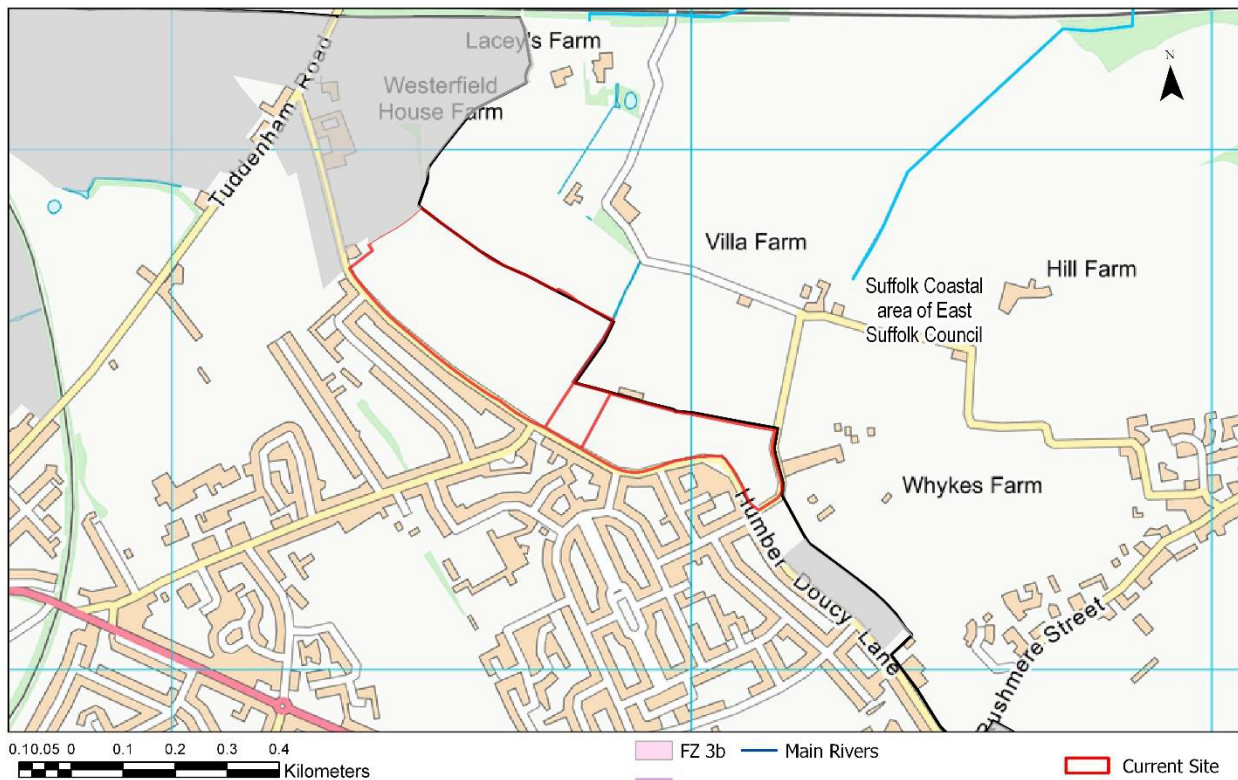 Lacey's Farm
N
Westerfield
House Farm
Tuddenham Road
Villa Farm
Hill Farm
Suffolk Coastal
area of East
Suffolk Council
Whykes Farm
Humber Doucy Lane
Rushmere Street
0.10.05 0 0.1 0.2 0.3 0.4
Kilometers
FZ 3b
Main Rivers
Current Site